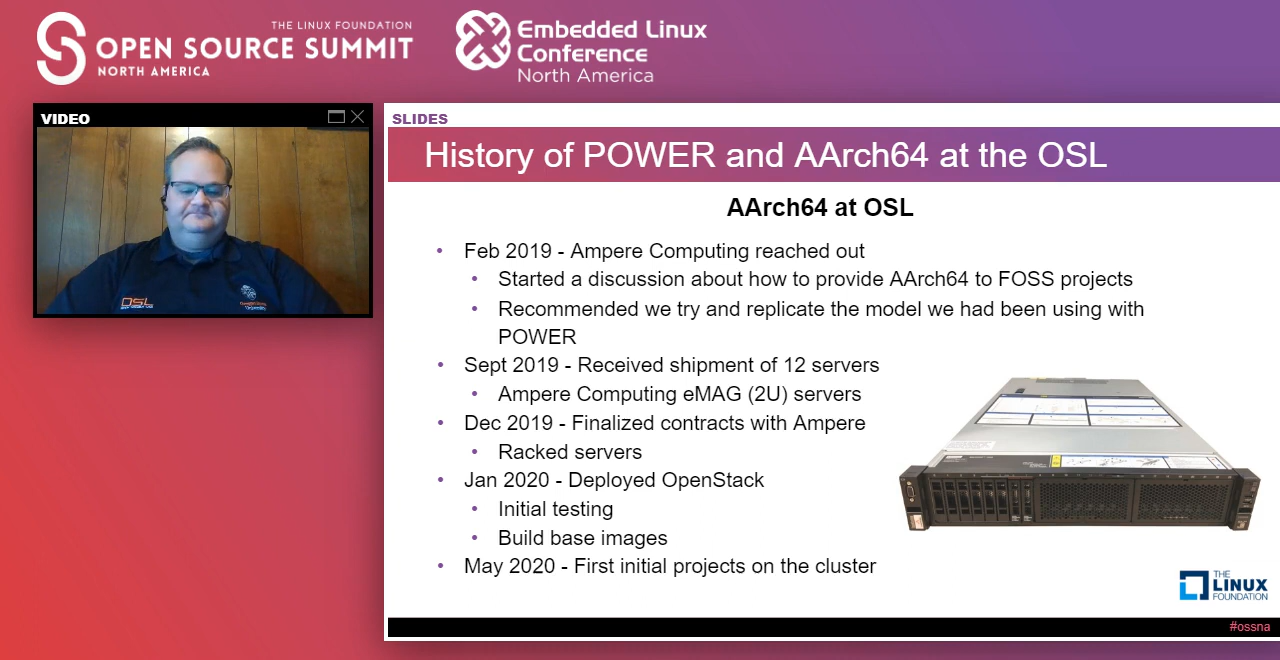 THE LINUX FOUNDATION
OPEN SOURCE SUMMIT
NORTH AMERICA
Embedded Linux
Conference
North America
VIDEO
OSL
SLIDES
History of POWER and AArch64 at the OSL
AArch64 at OSL
• Feb 2019 - Ampere Computing reached out
• Started a discussion about how to provide AArch64 to FOSS projects
• Recommended we try and replicate the model we had been using with
POWER
• Sept 2019 - Received shipment of 12 servers
• Ampere Computing eMAG (2U) servers
• Dec 2019 - Finalized contracts with Ampere
• Racked servers
• Jan 2020 - Deployed OpenStack
• Initial testing
• Build base images
• May 2020 - First initial projects on the cluster
THE
LINUX
FOUNDATION
#ossna